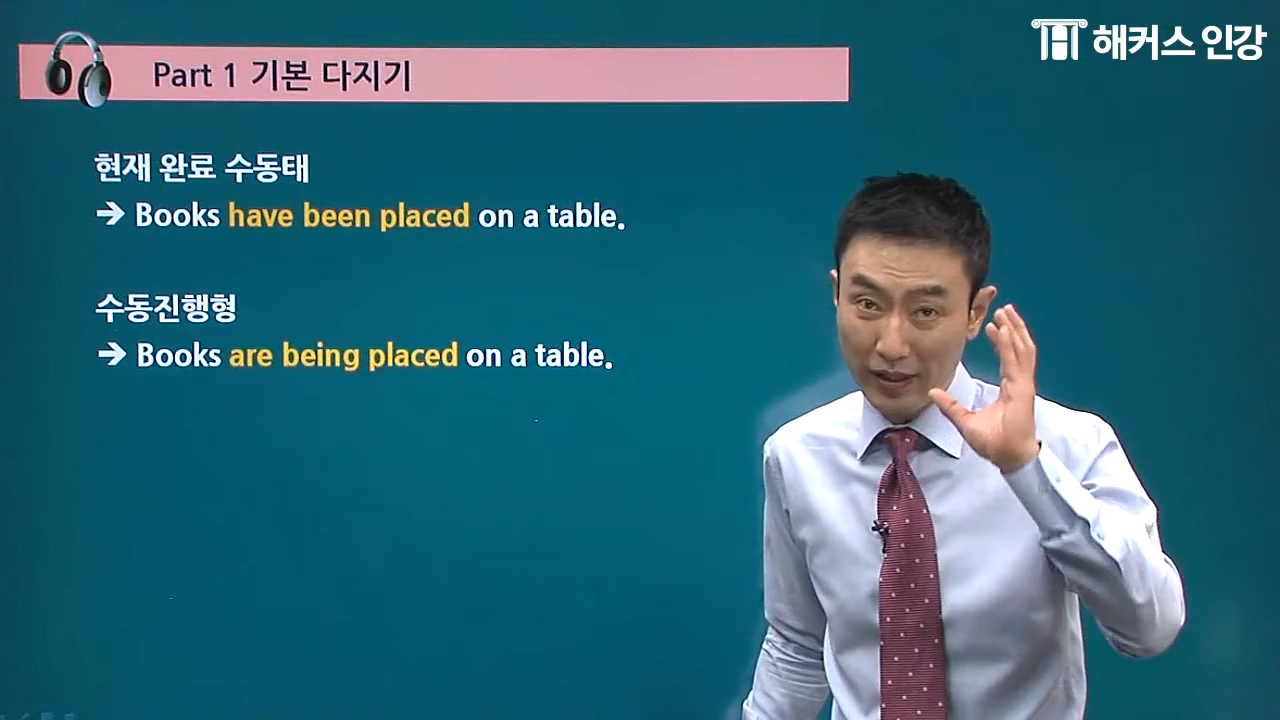 해커스 인강
Part 1 기본 다지기
현재 완료 수동태
→ Books have been placed on a table.
수동진행형
→ Books are being placed on a table.